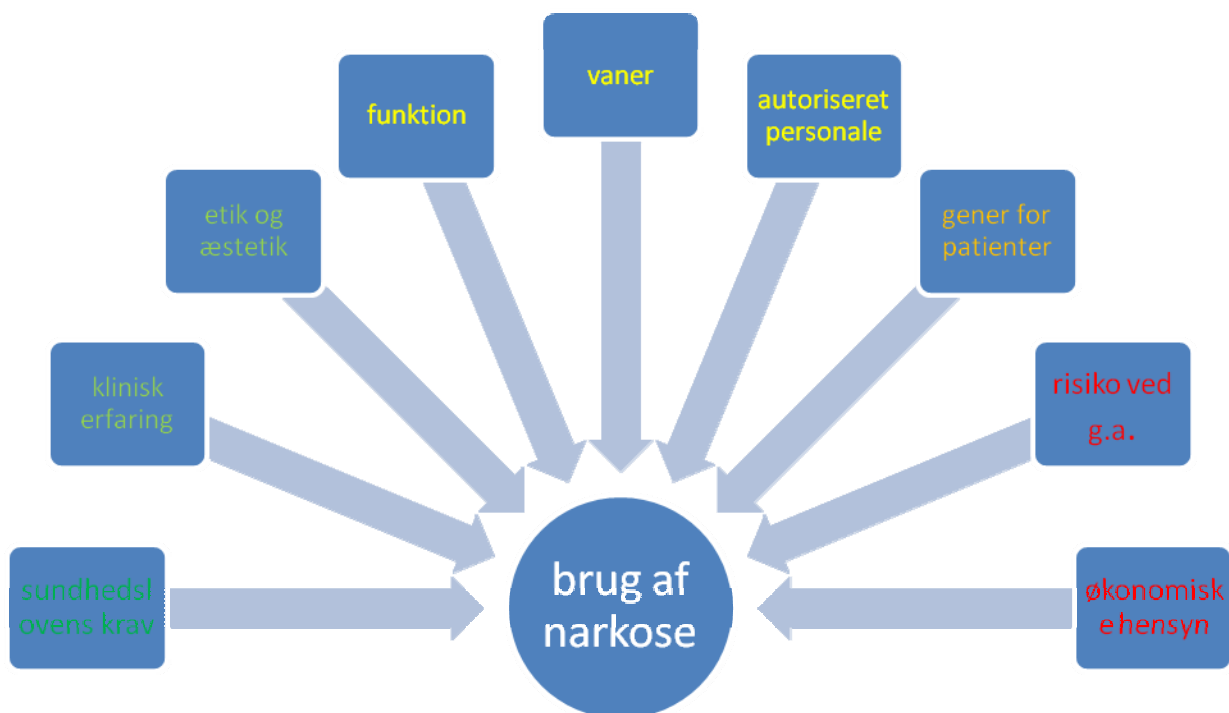 vaner
funktion
autoriseret
personale
etik og
æstetik
gener for
patienter
klinisk
erfaring
risiko ved
g.a.
sundhedsl
ovens krav
brug af
narkose
økonomisk
e hensyn